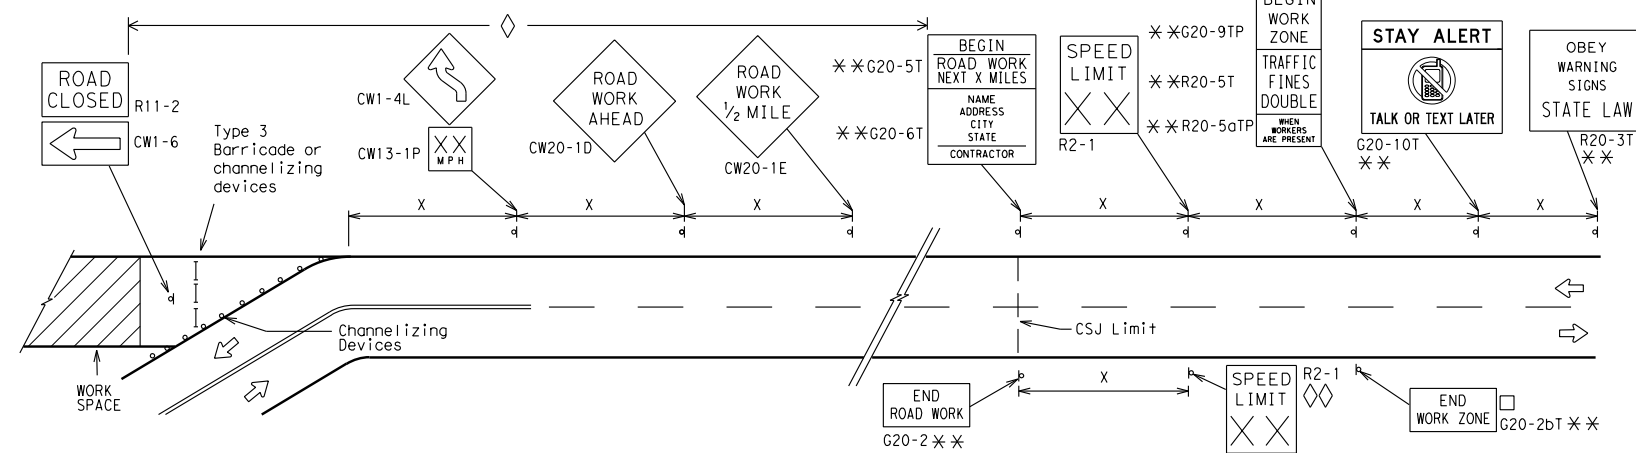 ROAD
CLOSED
R11-2
CW1-6
Type 3
Barricade or
channelizing
devices
CW1-4L
CW13-1P
XX
MPH
ROAD
WORK
AHEAD
CW20-1D
ROAD
WORK
1/2 MILE
CW20-1E
**G20-5T
**G20-6T
BEGIN
ROAD WORK
NEXT X MILES
NAME
ADDRESS
CITY
STATE
CONTRACTOR
SPEED
LIMIT
XX
R2-1
**G20-9TP
**R20-5T
**R20-5aTP
BEGIN
WORK
ZONE
TRAFFIC
FINES
DOUBLE
WHEN
WORKERS
ARE PRESENT
STAY ALERT
TALK OR TEXT LATER
G20-10T
**
OBEY
WARNING
SIGNS
STATE LAW
R20-3T
**
X
X
X
X
X
X
X
Channelizing
Devices
CSJ Limit
WORK
SPACE
END
ROAD WORK
G20-2 **
X
SPEED
LIMIT
XX
R2-1
END
WORK ZONE
G20-2bT **